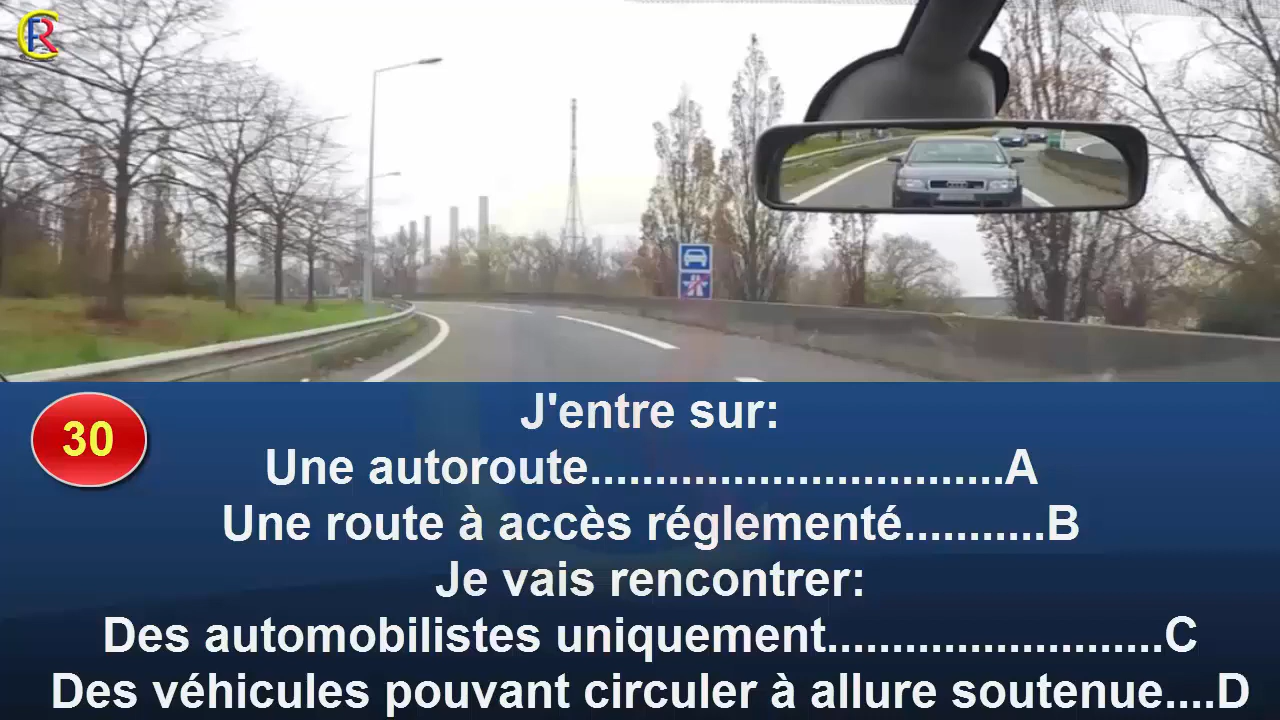 CFR
30
J'entre sur:
Une autoroute................................A
Une route à accès réglementé...........B
Je vais rencontrer:
Des automobilistes uniquement..........................C
Des véhicules pouvant circuler à allure soutenue....D